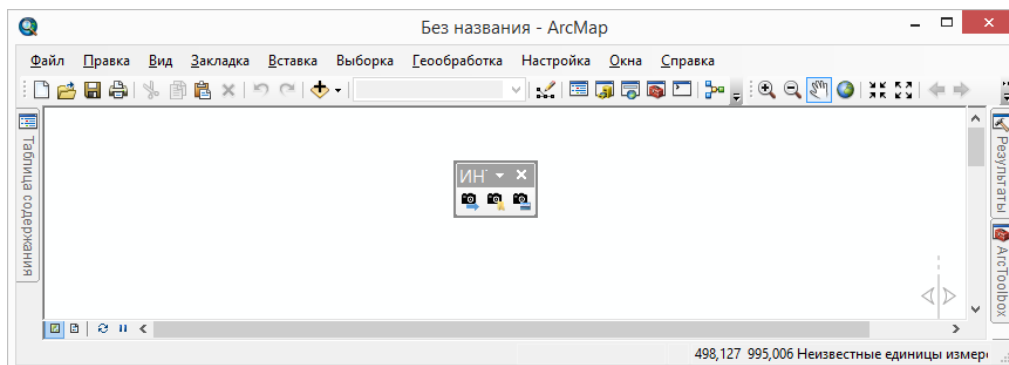 Без названия - ArcMap
Файл Правка Вид Закладка Вставка Выборка Геообработка Настройка Окна Справка
Таблица содержания
ИН
Результаты
ArcToolbox
498,127 995,006 Неизвестные единицы измер